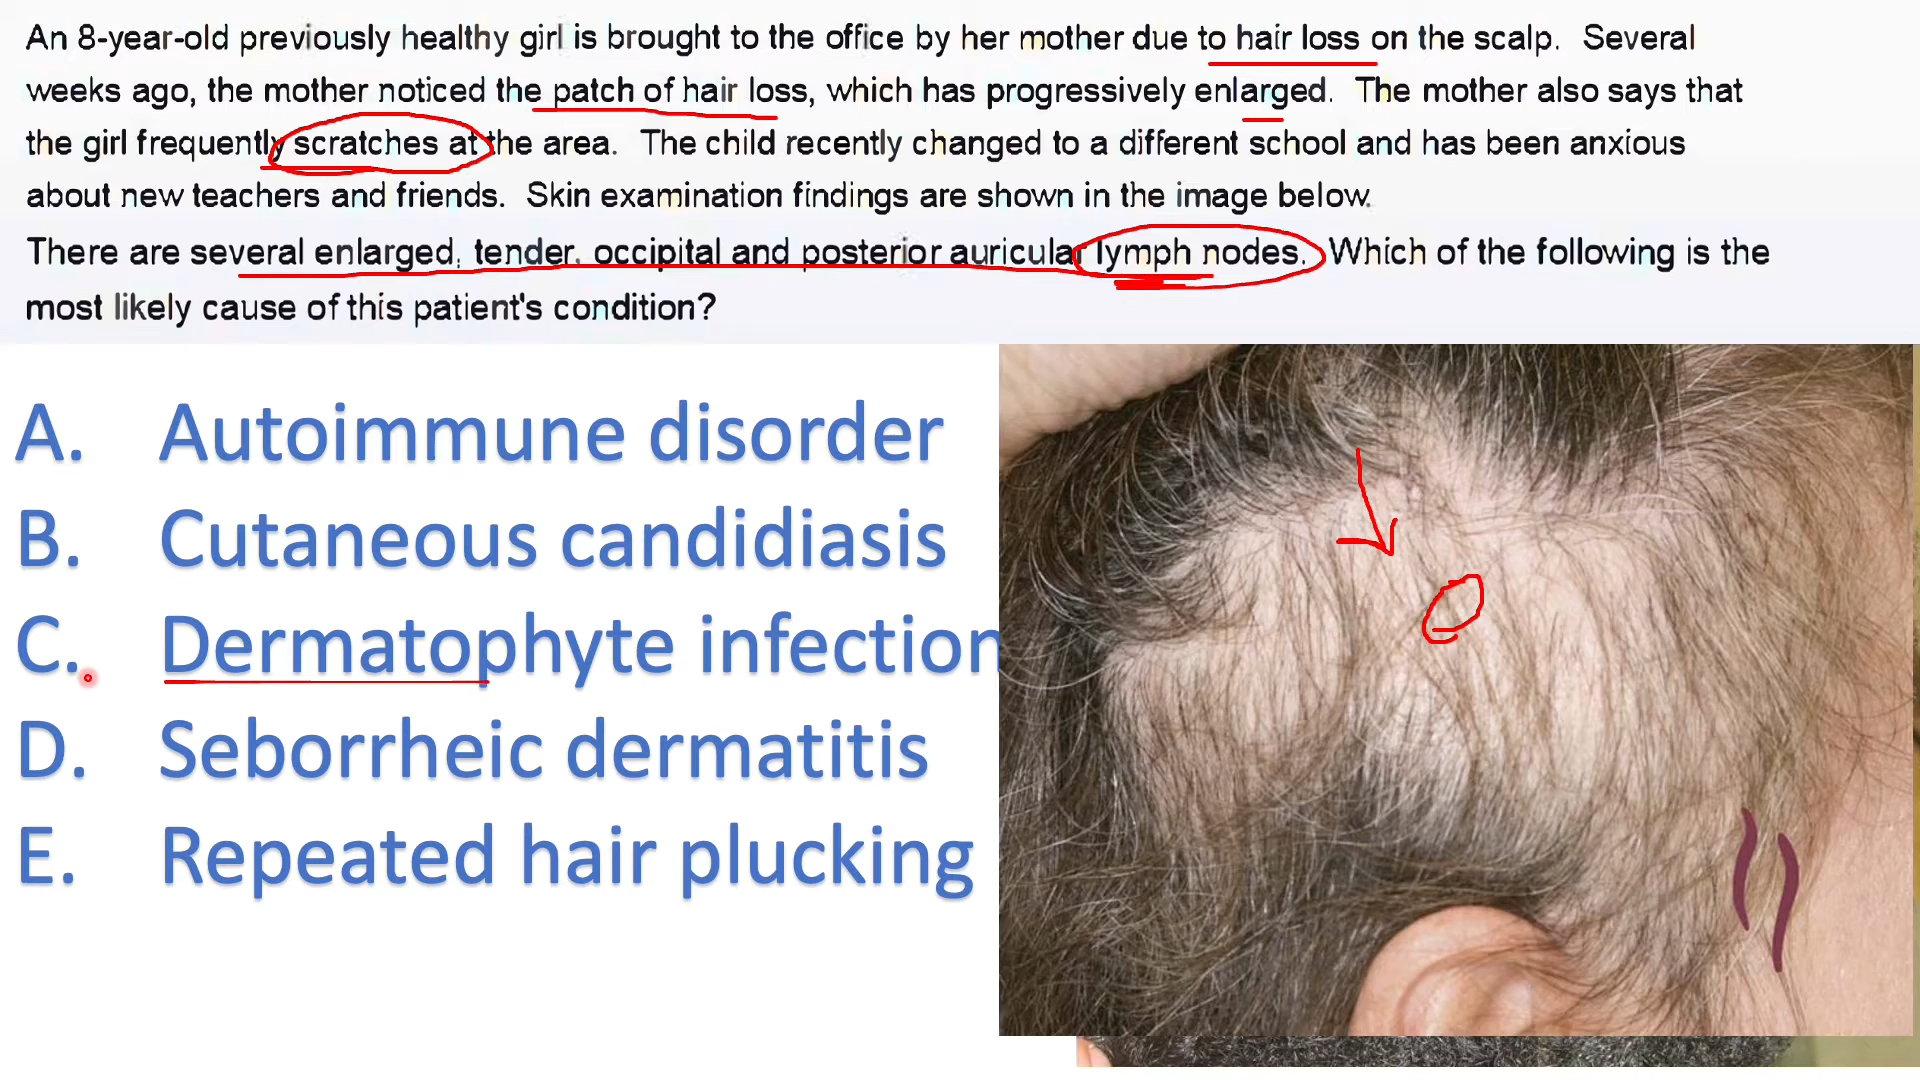 An 8-year-old previously healthy girl is brought to the office by her mother due to hair loss on the scalp. Several
weeks ago, the mother noticed the patch of hair loss, which has progressively enlarged. The mother also says that
the girl frequently scratches at the area. The child recently changed to a different school and has been anxious
about new teachers and friends. Skin examination findings are shown in the image below.
There are several enlarged, tender, occipital and posterior auricular lymph nodes. Which of the following is the
most likely cause of this patient's condition?
A. Autoimmune disorder
B. Cutaneous candidiasis
C. Dermatophyte infection
D. Seborrheic dermatitis
E. Repeated hair plucking